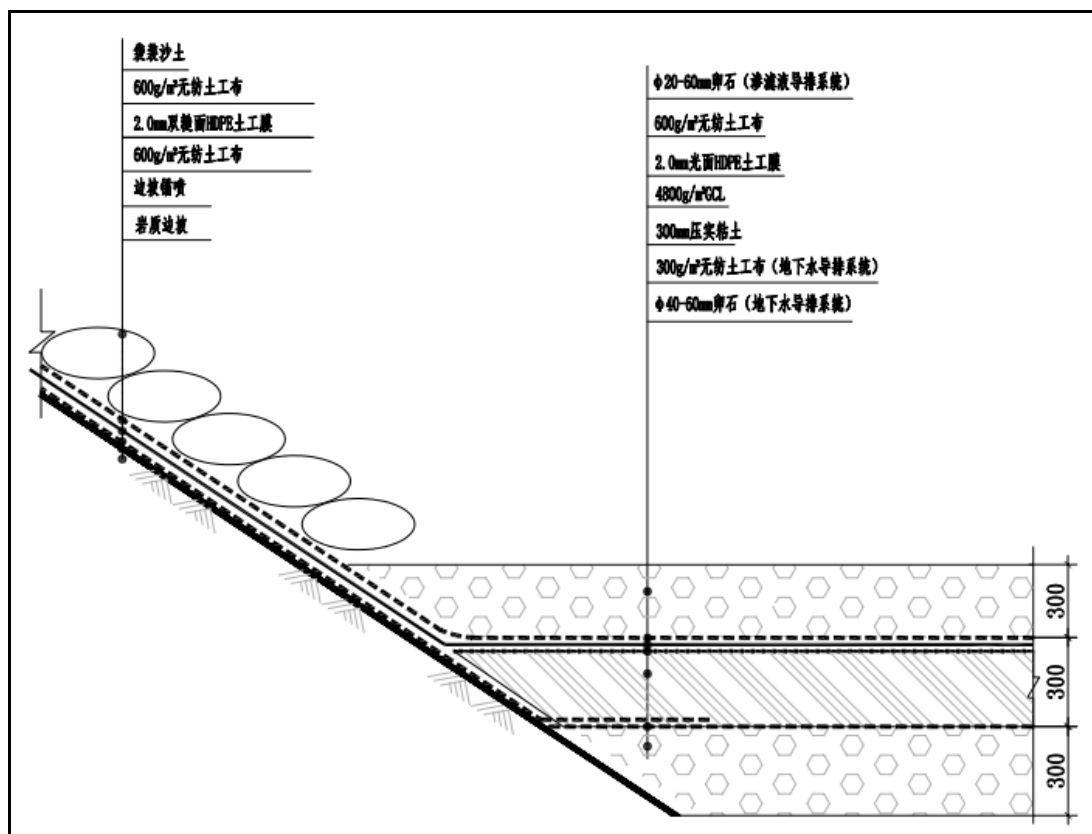 袋装沙土
600g/m²无纺土工布
2.0mm双糙面HDPE土工膜
600g/m²无纺土工布
边坡锚喷
岩质边坡
ф20-60mm卵石（渗滤液导排系统）
600g/m²无纺土工布
2.0mm光面HDPE土工膜
4800g/m²GCL
300mm压实粘土
300g/m²无纺土工布（地下水导排系统）
ф40-60mm卵石（地下水导排系统）
300
300
300